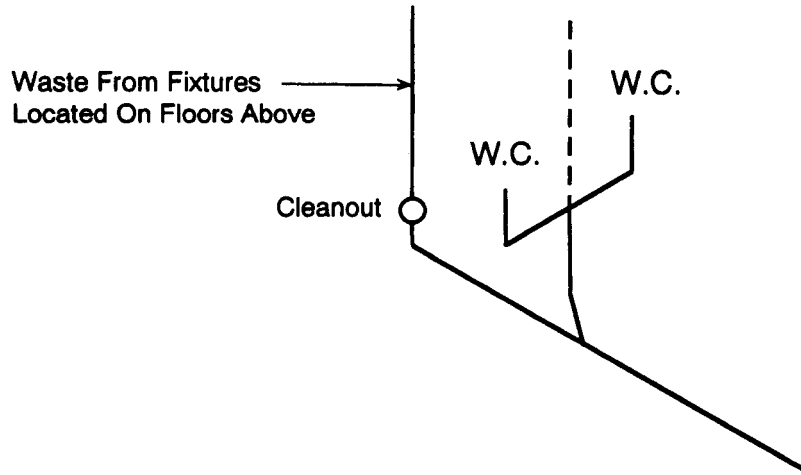 Waste From Fixtures
Located On Floors Above
W.C.
W.C.
Cleanout